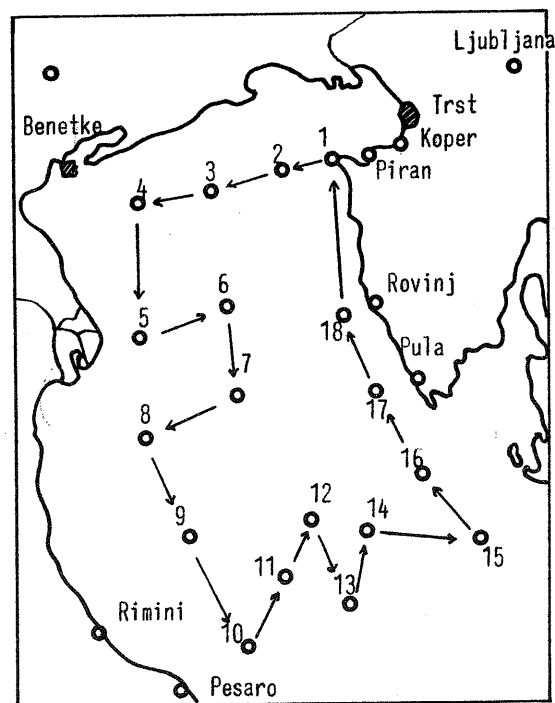 Ljubljana
Trst
Benetke
Koper
1
2
Piran
3
4
6
Rovinj
5
18
Pula
7
17
8
16
12
14
9
15
11
13
Rimini
10
Pesaro